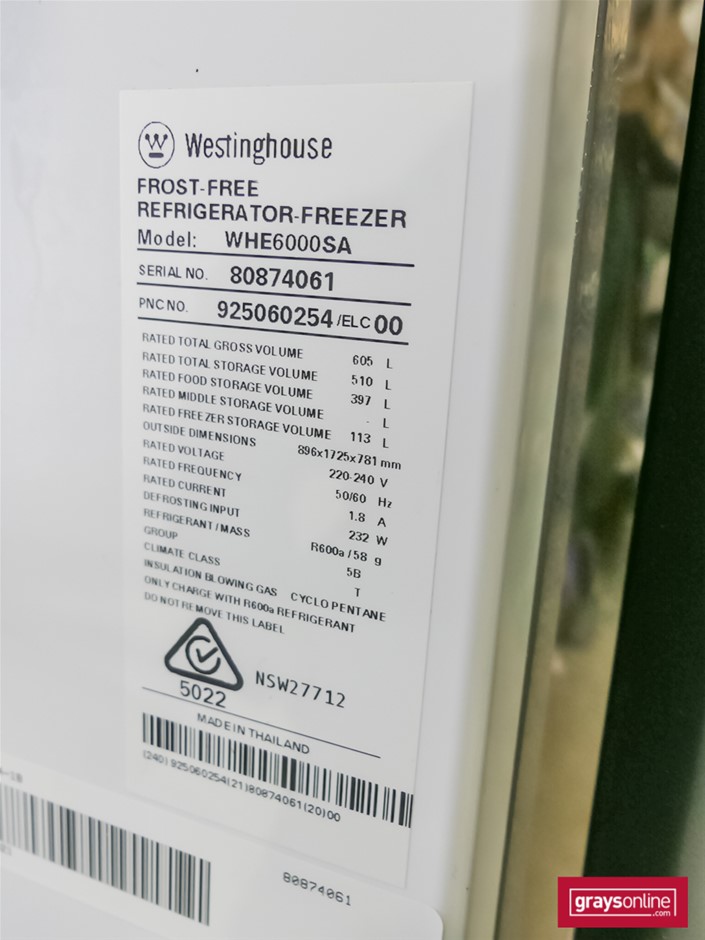 Westinghouse
FROST-FREE
REFRIGERATOR-FREEZER
Model: WHE6000SA
SERIAL NO. 80874061
PNC NO. 925060254 /ELC 00
RATED TOTAL GROSS VOLUME 605 L
RATED TOTAL STORAGE VOLUME 510 L
RATED FOOD STORAGE VOLUME 397 L
RATED MIDDLE STORAGE VOLUME - L
RATED FREEZER STORAGE VOLUME 113 L
OUTSIDE DIMENSIONS 896x1725x781 mm
RATED VOLTAGE 220-240 V
RATED FREQUENCY 50/60 Hz
RATED CURRENT 1.8 A
DEFROSTING INPUT 232 W
REFRIGERANT / MASS R600a / 58 g
GROUP 5B
CLIMATE CLASS T
INSULATION BLOWING GAS CYCLO PENTANE
ONLY CHARGE WITH R600a REFRIGERANT
DO NOT REMOVE THIS LABEL
5022 NSW27712
MADE IN THAILAND
(240)925060254(21)80874061(20)00
80874061
graysonline
.com